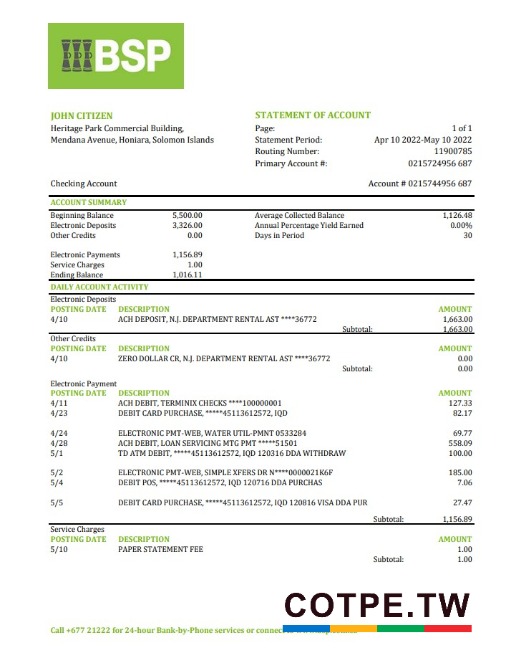 BSP
JOHN CITIZEN
Heritage Park Commercial Building,
Mendana Avenue, Honiara, Solomon Islands
STATEMENT OF ACCOUNT
Page: 1 of 1
Statement Period: Apr 10 2022-May 10 2022
Routing Number: 11900785
Primary Account #: 0215724956 687
Checking Account Account # 0215744956 687
ACCOUNT SUMMARY
Beginning Balance 5,500.00 Average Collected Balance 1,126.48
Electronic Deposits 3,326.00 Annual Percentage Yield Earned 0.00%
Other Credits 0.00 Days in Period 30
Electronic Payments 1,156.89
Service Charges 1.00
Ending Balance 1,016.11
DAILY ACCOUNT ACTIVITY
Electronic Deposits
POSTING DATE DESCRIPTION AMOUNT
4/10 ACH DEPOSIT, N.J. DEPARTMENT RENTAL AST ****36772 1,663.00
Subtotal: 1,663.00
Other Credits
POSTING DATE DESCRIPTION AMOUNT
4/10 ZERO DOLLAR CR, N.J. DEPARTMENT RENTAL AST ****36772 0.00
Subtotal: 0.00
Electronic Payment
POSTING DATE DESCRIPTION AMOUNT
4/11 ACH DEBIT, TERMINIX CHECKS ****100000001 127.33
4/23 DEBIT CARD PURCHASE, *****45113612572, IQD 82.17
4/24 ELECTRONIC PMT-WEB, WATER UTIL-PMNT 0533284 69.77
4/28 ACH DEBIT, LOAN SERVICING MTG PMT *****51501 558.09
5/1 TD ATM DEBIT, *****45113612572, IQD 120316 DDA WITHDRAW 100.00
5/2 ELECTRONIC PMT-WEB, SIMPLE XFERS DR N****0000021K6F 185.00
5/4 DEBIT POS, *****45113612572, IQD 120716 DDA PURCHAS 7.06
5/5 DEBIT CARD PURCHASE, *****45113612572, IQD 120816 VISA DDA PUR 27.47
Subtotal: 1,156.89
Service Charges
POSTING DATE DESCRIPTION AMOUNT
5/10 PAPER STATEMENT FEE 1.00
Subtotal: 1.00
COTPE.TW
Call +677 21222 for 24-hour Bank-by-Phone services or connect